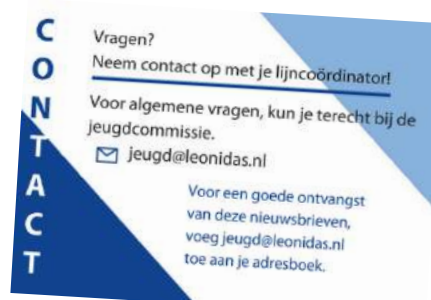 CONTACT
Vragen?
Neem contact op met je lijncoördinator!
Voor algemene vragen, kun je terecht bij de
jeugdcommissie.
jeugd@leonidas.nl
Voor een goede ontvangst
van deze nieuwsbrieven,
voeg jeugd@leonidas.nl
toe aan je adresboek.